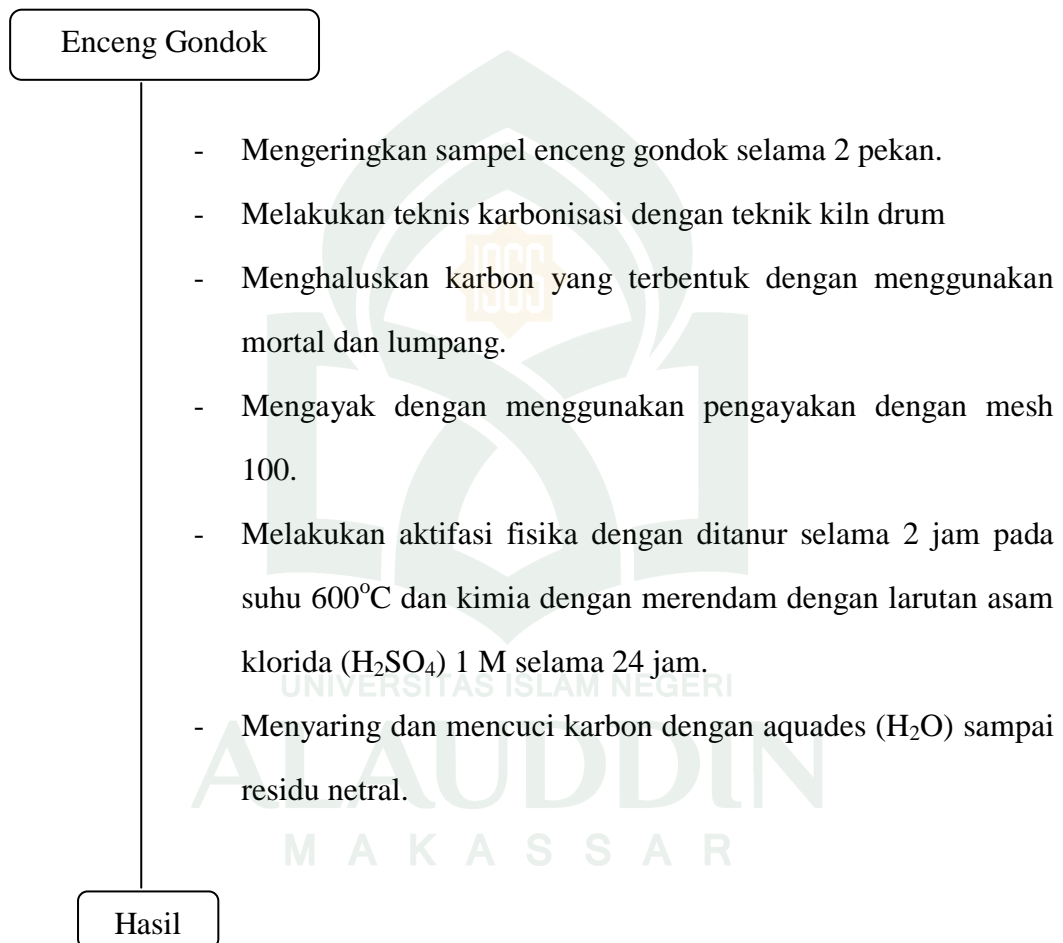 Enceng Gondok
- Mengeringkan sampel enceng gondok selama 2 pekan.
- Melakukan teknis karbonisasi dengan teknik kiln drum
- Menghaluskan karbon yang terbentuk dengan menggunakan
mortal dan lumpang.
- Mengayak dengan menggunakan pengayakan dengan mesh
100.
- Melakukan aktifasi fisika dengan ditanur selama 2 jam pada
suhu 600°C dan kimia dengan merendam dengan larutan asam
klorida (H₂SO₄) 1 M selama 24 jam.
UNIVERSITAS ISLAM NEGERI
- Menyaring dan mencuci karbon dengan aquades (H₂O) sampai
ALAUDDIN
residu netral.
MAKASSAR
Hasil